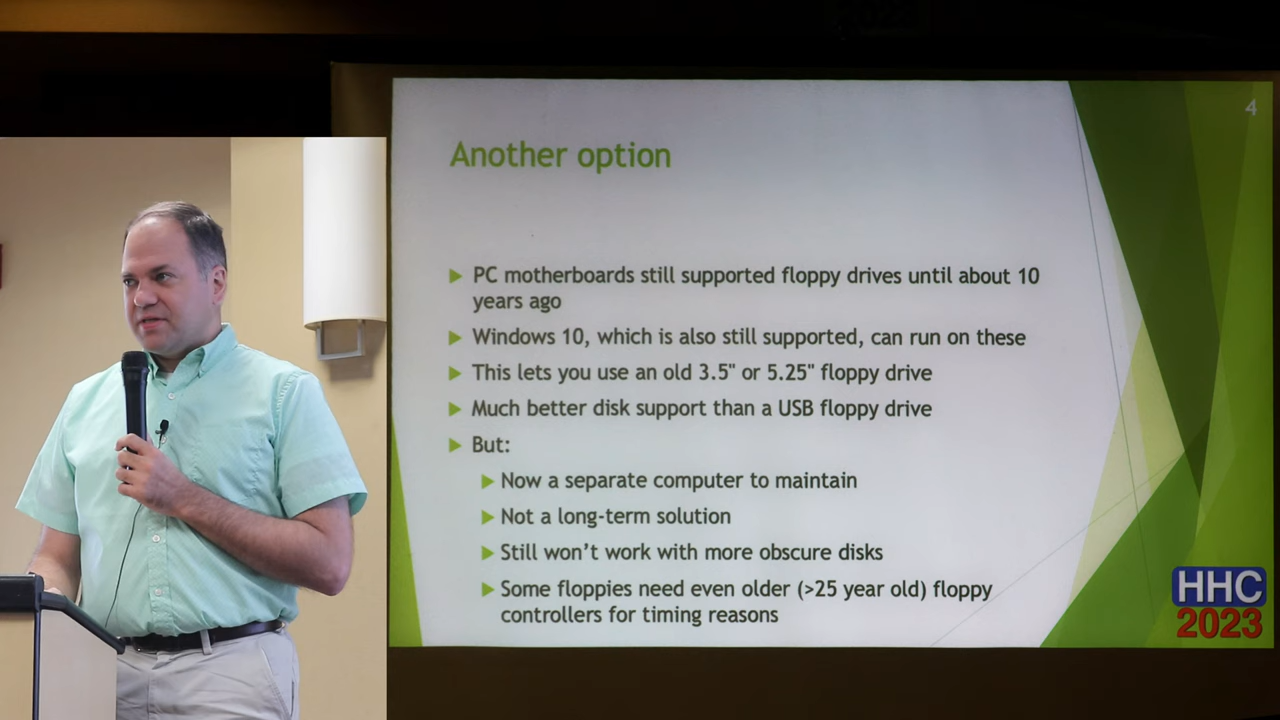 4
Another option
PC motherboards still supported floppy drives until about 10
years ago
Windows 10, which is also still supported, can run on these
This lets you use an old 3.5" or 5.25" floppy drive
Much better disk support than a USB floppy drive
But:
Now a separate computer to maintain
Not a long-term solution
Still won’t work with more obscure disks
Some floppies need even older (>25 year old) floppy
controllers for timing reasons
HHC
2023